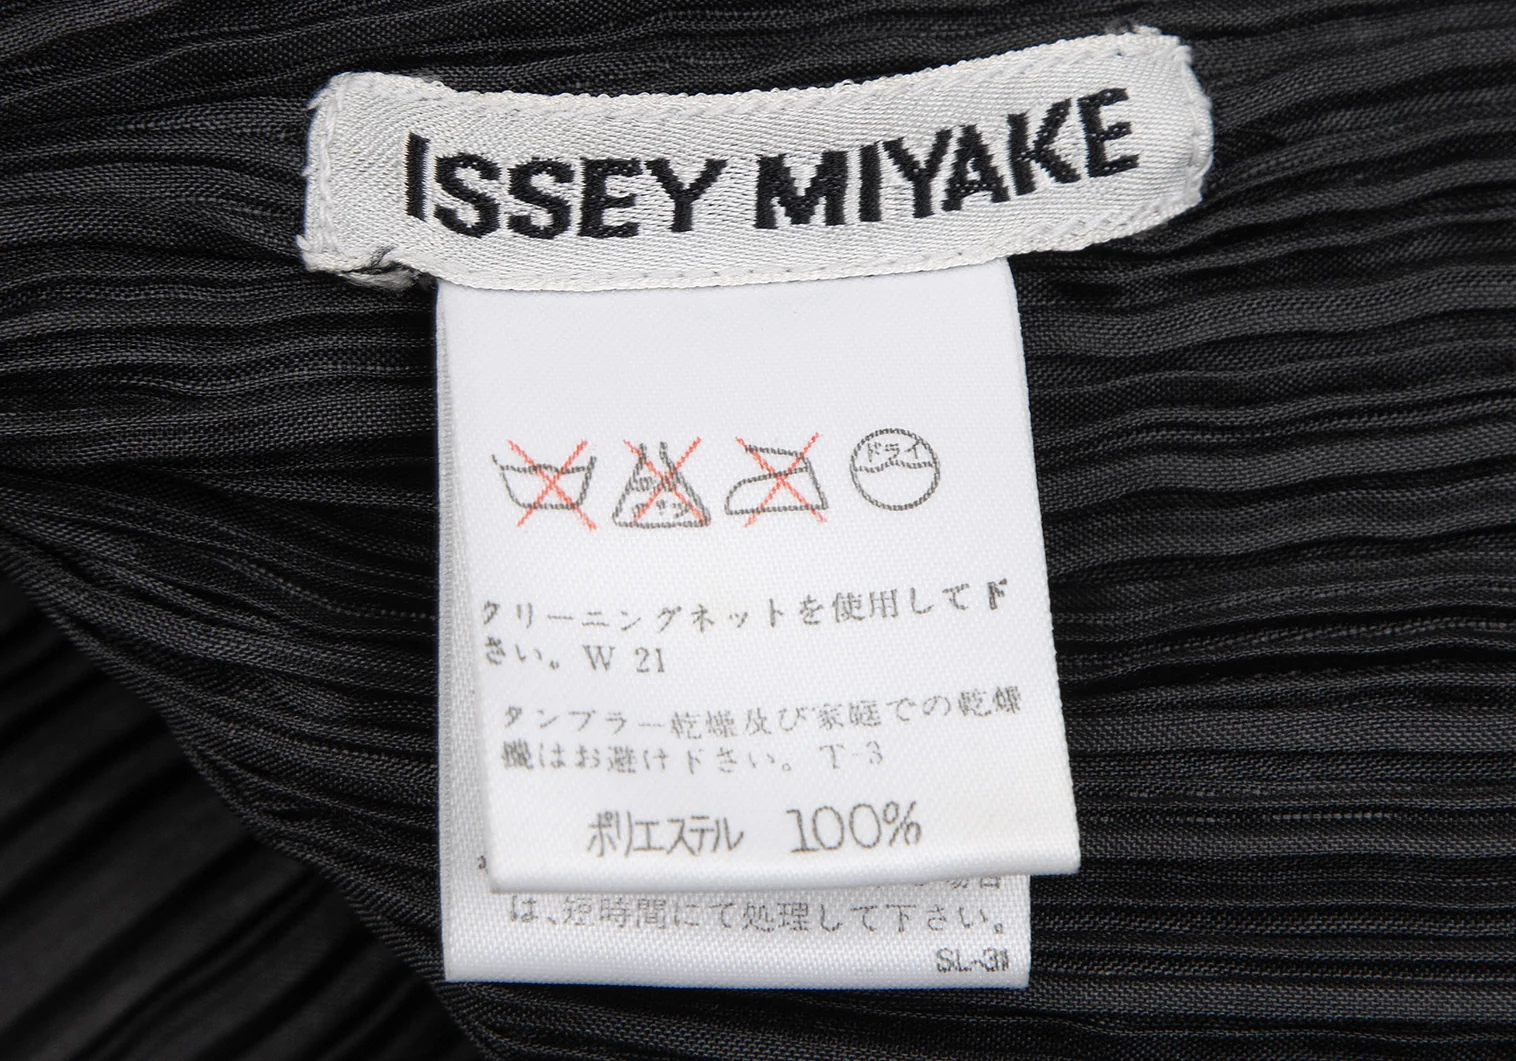 ISSEY MIYAKE
ドライ
クリーニングネットを使用して下
さい。W 21
タンブラー乾燥及び家庭での乾燥
機はお避け下さい。T-3
ポリエステル 100%
場合
は、短時間にて処理して下さい。
SL-31